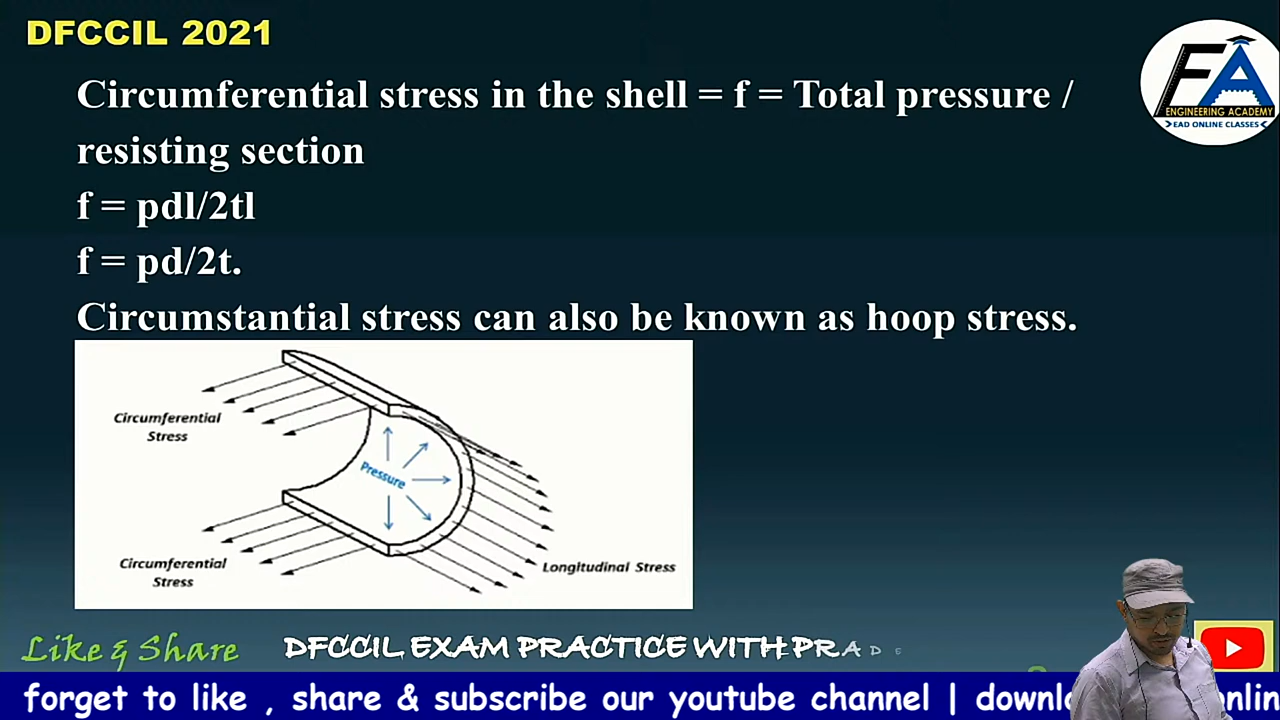 DFCCIL 2021
Circumferential stress in the shell = f = Total pressure /
resisting section
f = pdl/2tl
f = pd/2t.
Circumstantial stress can also be known as hoop stress.
FA
ENGINEERING ACADEMY
EAD ONLINE CLASSES
Circumferential
Stress
Pressure
Circumferential
Stress
Longitudinal Stress
Like & Share
DFCCIL EXAM PRACTICE WITH PRADE
forget to like , share & subscribe our youtube channel |